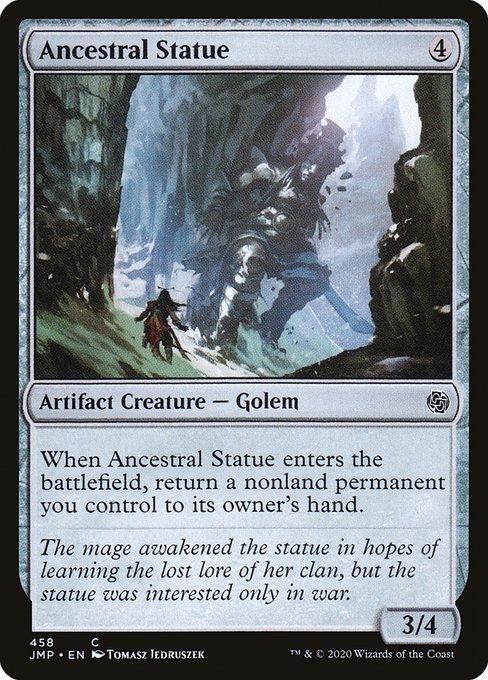 Ancestral Statue 4
Artifact Creature — Golem
When Ancestral Statue enters the
battlefield, return a nonland permanent
you control to its owner's hand.
The mage awakened the statue in hopes of
learning the lost lore of her clan, but the
statue was interested only in war.
3/4
458 C
JMP • EN Tomasz Jedruszek
™ & © 2020 Wizards of the Coast